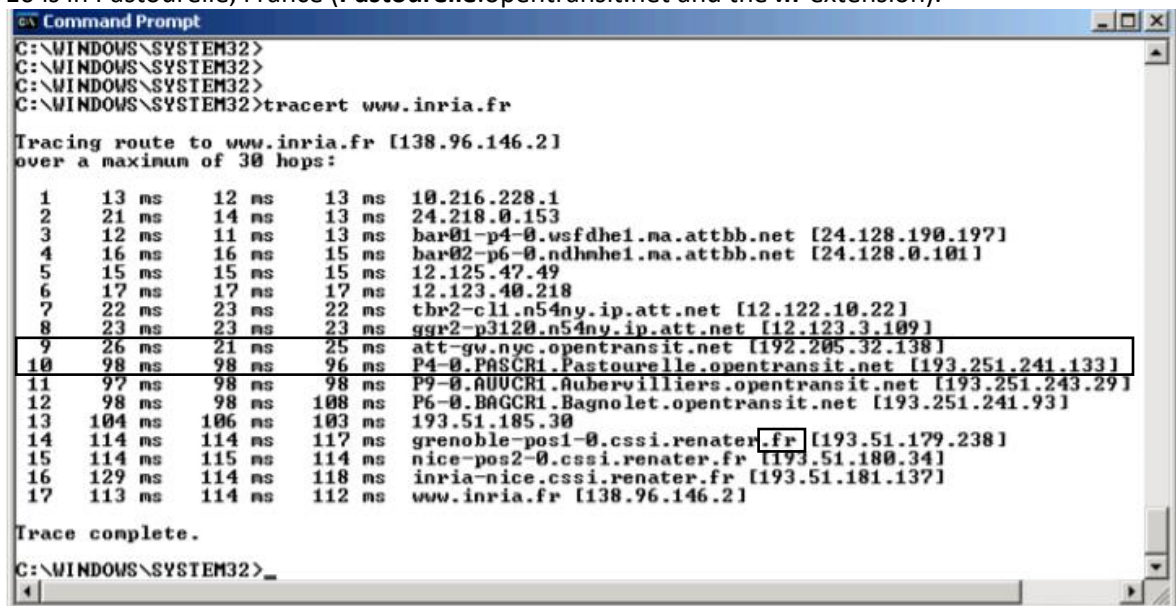 Command Prompt
C:\WINDOWS\SYSTEM32>
C:\WINDOWS\SYSTEM32>
C:\WINDOWS\SYSTEM32>
C:\WINDOWS\SYSTEM32>tracert www.inria.fr
Tracing route to www.inria.fr [138.96.146.2]
over a maximum of 30 hops:
1 13 ms 12 ms 13 ms 10.216.228.1
2 21 ms 14 ms 13 ms 24.218.0.153
3 12 ms 11 ms 13 ms bar01-p4-0.wsfdhe1.ma.attbb.net [24.128.190.197]
4 16 ms 16 ms 15 ms bar02-p6-0.ndhmhe1.ma.attbb.net [24.128.0.101]
5 15 ms 15 ms 15 ms 12.125.47.49
6 17 ms 17 ms 17 ms 12.123.40.218
7 22 ms 23 ms 22 ms tbr2-cl1.n54ny.ip.att.net [12.122.10.22]
8 23 ms 23 ms 23 ms ggr2-p3120.n54ny.ip.att.net [12.123.3.109]
9 26 ms 21 ms 25 ms att-gw.nyc.opentransit.net [192.205.32.138]
10 98 ms 98 ms 96 ms P4-0.PASCR1.Pastourelle.opentransit.net [193.251.241.133]
11 97 ms 98 ms 98 ms P9-0.AUVCR1.Aubervilliers.opentransit.net [193.251.243.29]
12 98 ms 98 ms 108 ms P6-0.BAGCR1.Bagnolet.opentransit.net [193.251.241.93]
13 104 ms 106 ms 103 ms 193.51.185.30
14 114 ms 114 ms 117 ms grenoble-pos1-0.cssi.renater.fr [193.51.179.238]
15 114 ms 115 ms 114 ms nice-pos2-0.cssi.renater.fr [193.51.180.34]
16 129 ms 114 ms 118 ms inria-nice.cssi.renater.fr [193.51.181.137]
17 113 ms 114 ms 112 ms www.inria.fr [138.96.146.2]
Trace complete.
C:\WINDOWS\SYSTEM32>_